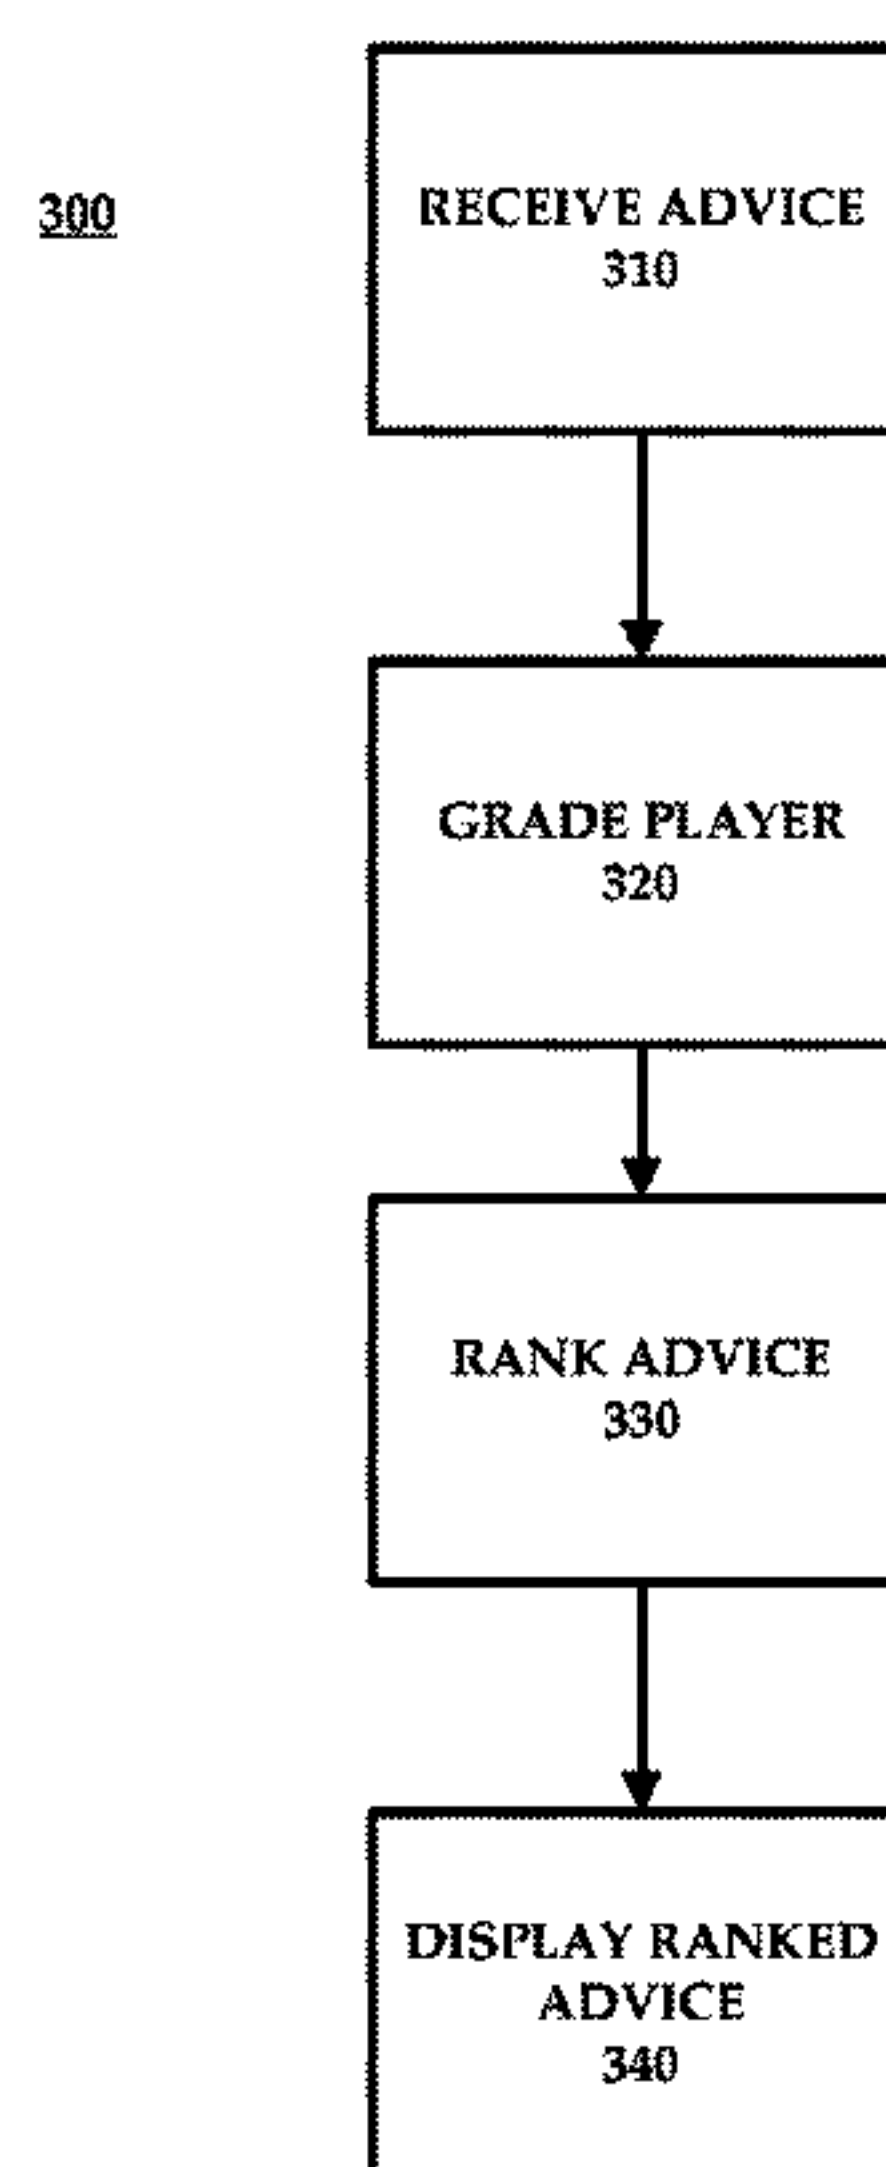 300
RECEIVE ADVICE
310
GRADE PLAYER
320
RANK ADVICE
330
DISPLAY RANKED
ADVICE
340